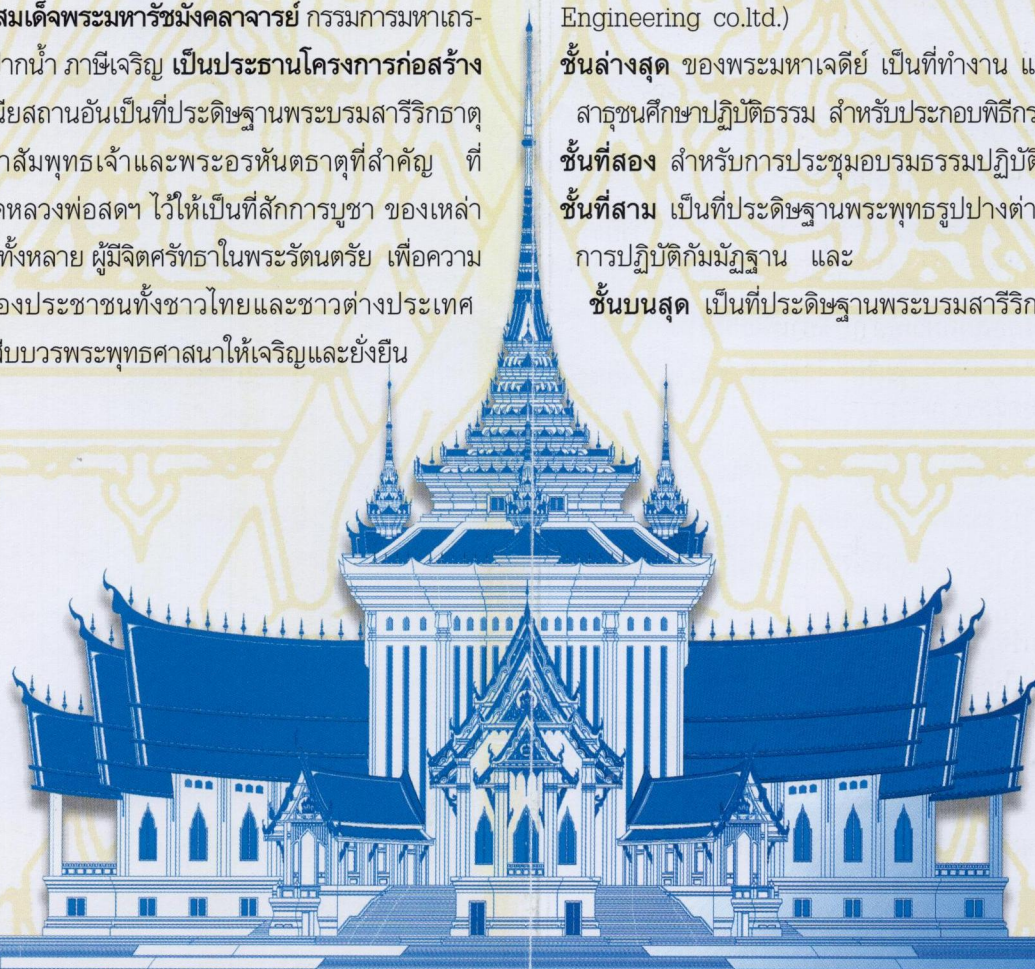 สมเด็จพระมหารัชมังคลาจารย์ กรรมการมหาเถร-
ปากน้ำ ภาษีเจริญ เป็นประธานโครงการก่อสร้าง
นียสถานอันเป็นที่ประดิษฐานพระบรมสารีริกธาตุ
าสัมพุทธเจ้าและพระอรหันตธาตุที่สำคัญ ที่
คหลวงพ่อสดฯ ไว้ให้เป็นที่สักการบูชา ของเหล่า
ทั้งหลาย ผู้มีจิตศรัทธาในพระรัตนตรัย เพื่อความ
องประชาชนทั้งชาวไทยและชาวต่างประเทศ
สืบบวรพระพุทธศาสนาให้เจริญและยั่งยืน
Engineering co.ltd.)
ชั้นล่างสุด ของพระมหาเจดีย์ เป็นที่ทำงาน แ
สาธุชนศึกษาปฏิบัติธรรม สำหรับประกอบพิธีกร
ชั้นที่สอง สำหรับการประชุมอบรมธรรมปฏิบัติ
ชั้นที่สาม เป็นที่ประดิษฐานพระพุทธรูปปางต่า
การปฏิบัติกัมมัฏฐาน และ
ชั้นบนสุด เป็นที่ประดิษฐานพระบรมสารีริก